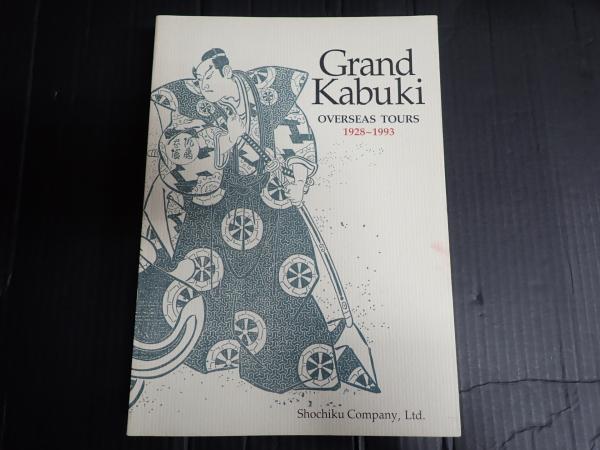 Grand
Kabuki
OVERSEAS TOURS
1928–1993
Shochiku Company, Ltd.